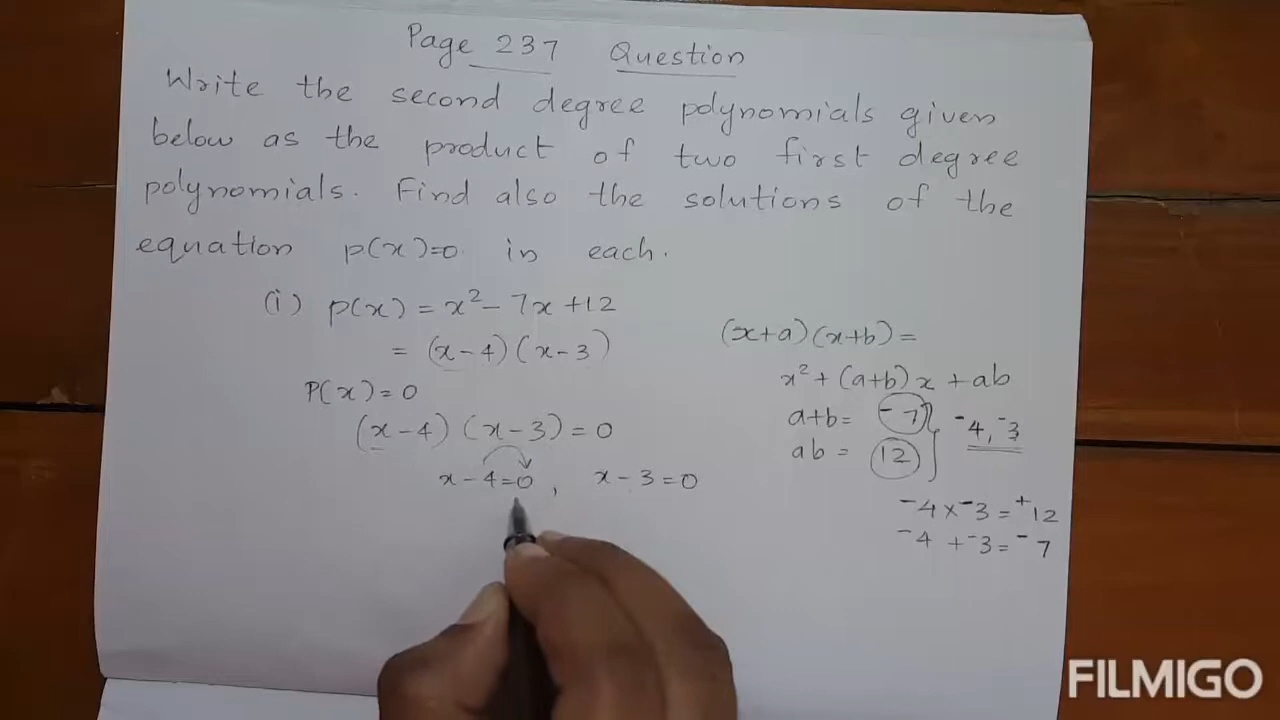 Page 237 Question
Write the second degree polynomials given
below as the product of two first degree
polynomials. Find also the solutions of the
equation p(x)=0. in each.
(i) p(x) = x² - 7x + 12
= (x-4)(x-3)
P(x) = 0
(x-4) (x-3) = 0
x-4=0, x-3=0
(x+a)(x+b)=
x² + (a+b)x + ab
a+b= -7
ab = 12
-4, -3
-4 x -3 = +12
-4 + -3 = -7
FILMIGO